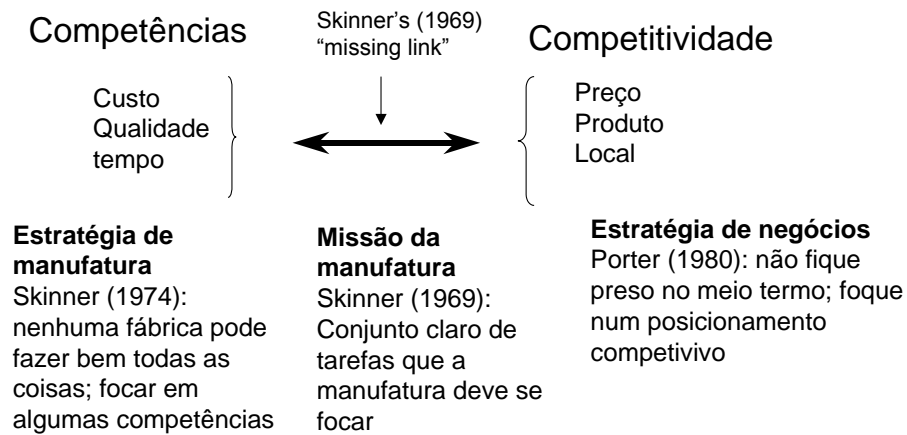 Competências
Skinner's (1969)
“missing link”
Competitividade
Custo
Qualidade
tempo
Preço
Produto
Local
Estratégia de
manufatura
Skinner (1974):
nenhuma fábrica pode
fazer bem todas as
coisas; focar em
algumas competências
Missão da
manufatura
Skinner (1969):
Conjunto claro de
tarefas que a
manufatura deve se
focar
Estratégia de negócios
Porter (1980): não fique
preso no meio termo; foque
num posicionamento
competivivo